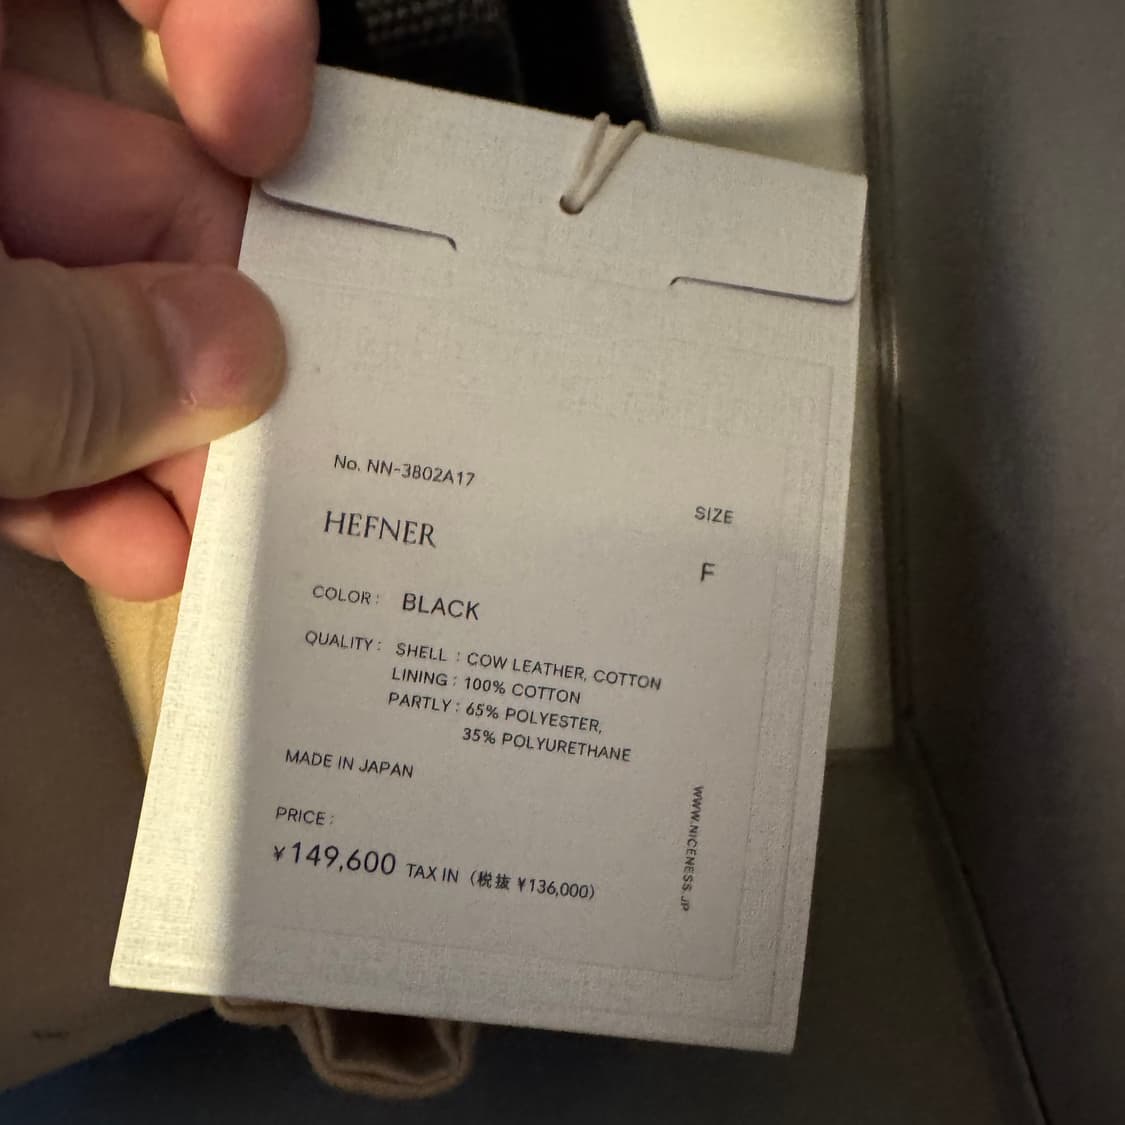 No. NN-3802A17
HEFNER
SIZE
F
COLOR: BLACK
QUALITY: SHELL : COW LEATHER, COTTON
LINING : 100% COTTON
PARTLY : 65% POLYESTER,
35% POLYURETHANE
MADE IN JAPAN
PRICE :
¥149,600 TAX IN (税抜 ¥136,000)
WWW.NICENESS.JP